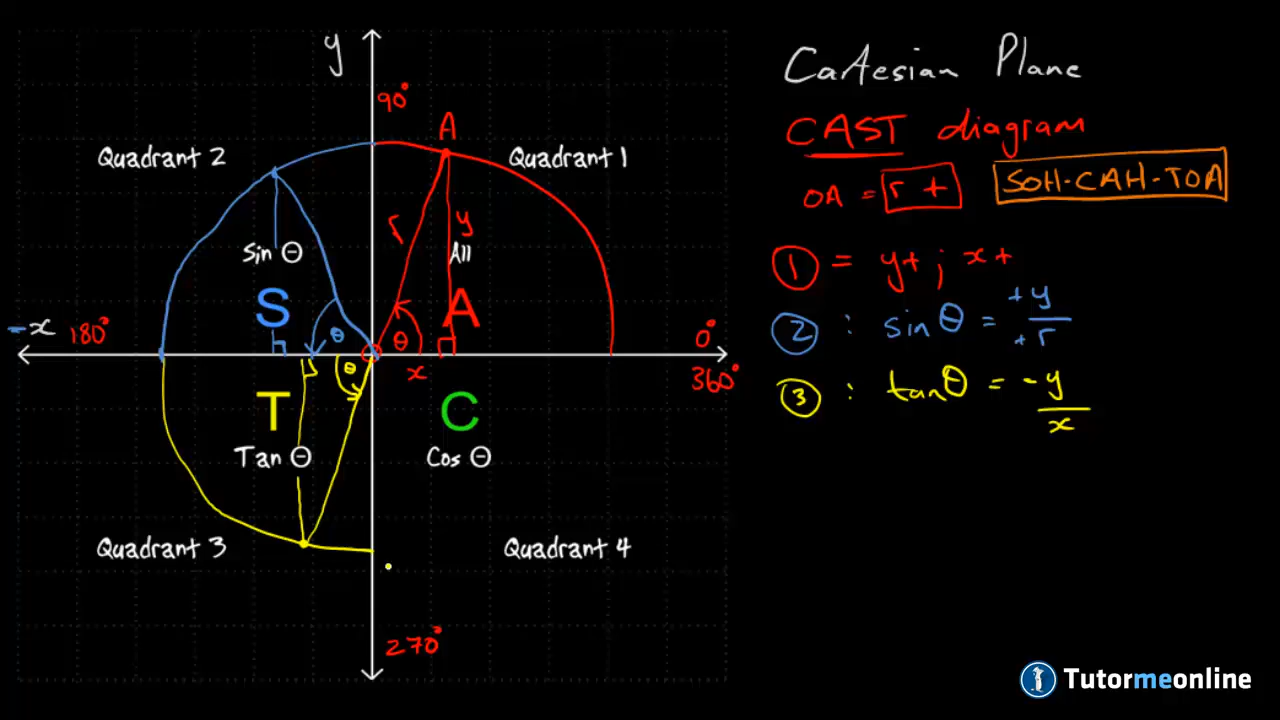 y
Cartesian Plane
90°
A
CAST diagram
Quadrant 2
Quadrant 1
OA = r +
SOH-CAH-TOA
r
y
Sin Θ
All
① = y+ ; x+
S
A
② : sin θ = +y / +r
-x
180°
θ
θ
0°
θ
x
360°
③ : tan θ = -y / x
T
C
Tan Θ
Cos Θ
Quadrant 3
Quadrant 4
270°
Tutormeonline